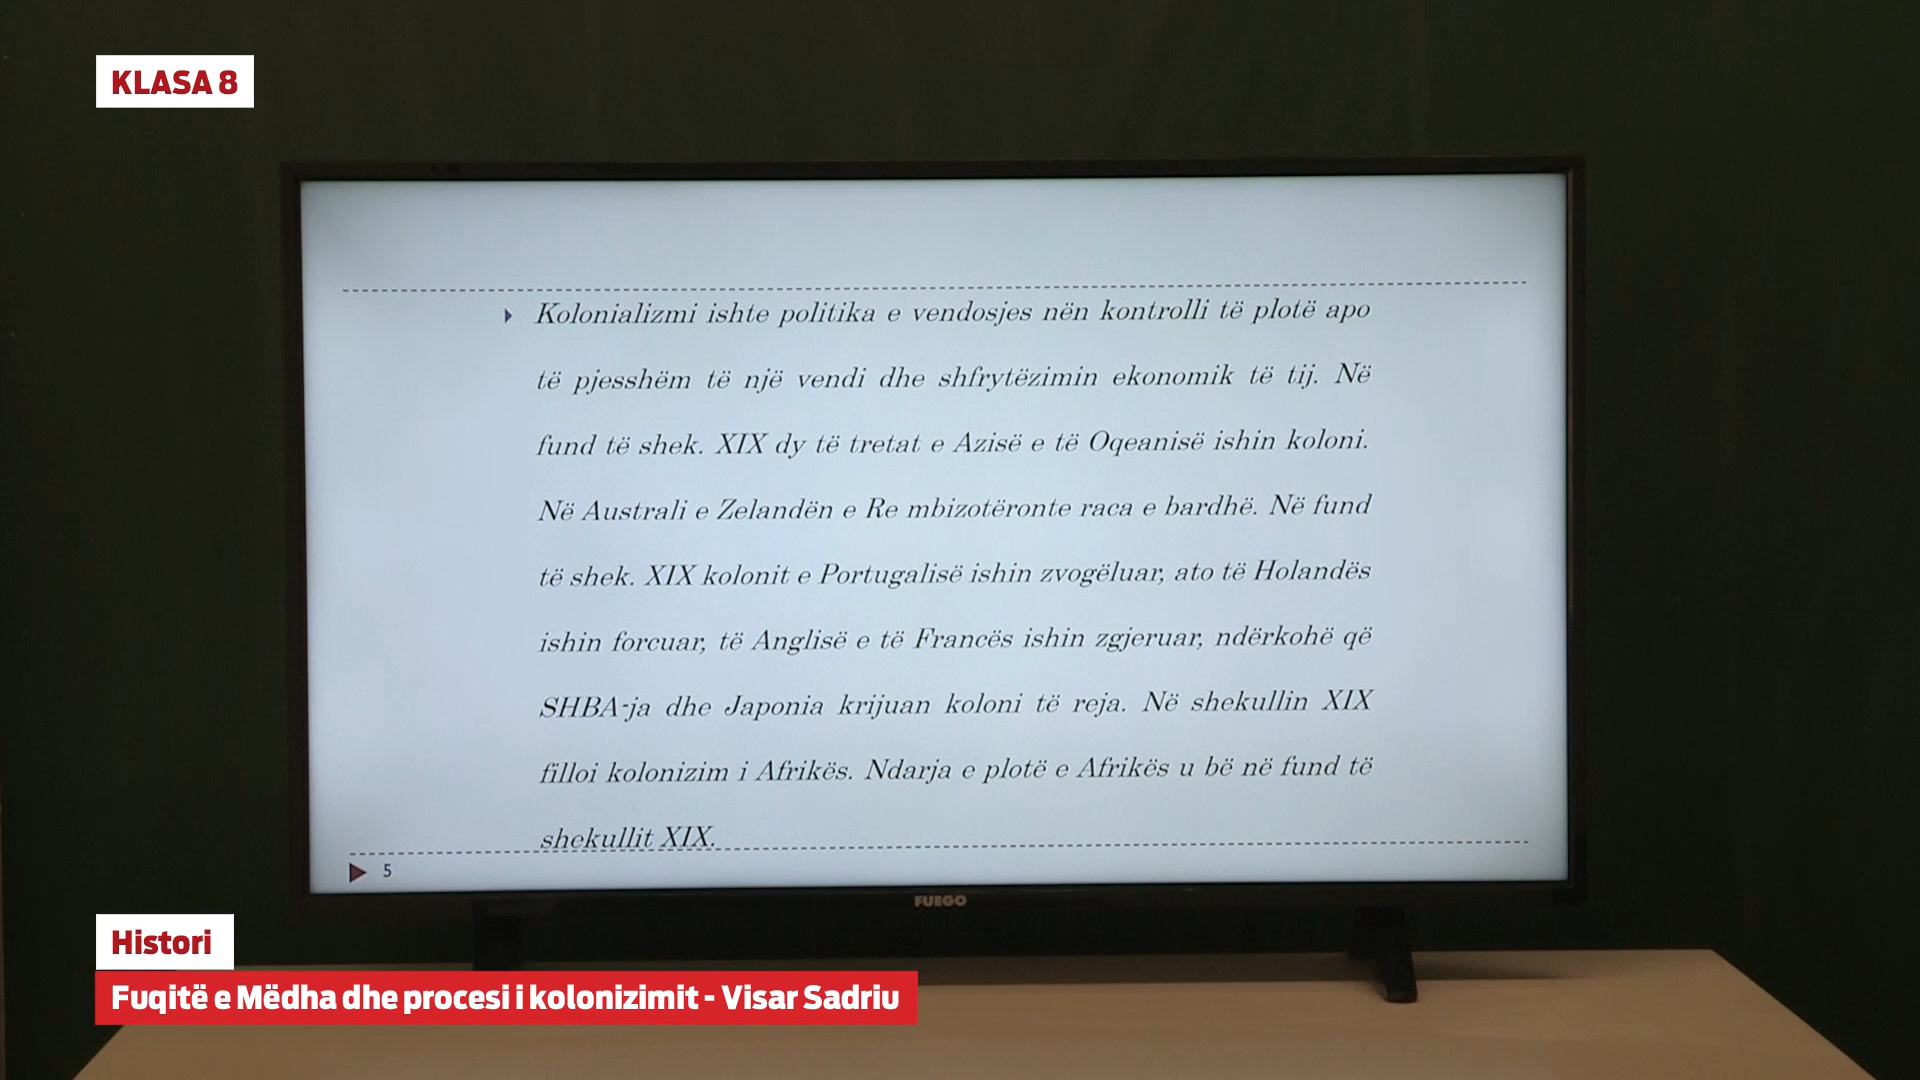 KLASA 8
Kolonializmi ishte politika e vendosjes nën kontrolli të plotë apo
të pjesshëm të një vendi dhe shfrytëzimin ekonomik të tij. Në
fund të shek. XIX dy të tretat e Azisë e të Oqeanisë ishin koloni.
Në Australi e Zelandën e Re mbizotëronte raca e bardhë. Në fund
të shek. XIX kolonit e Portugalisë ishin zvogëluar, ato të Holandës
ishin forcuar, të Anglisë e të Francës ishin zgjeruar, ndërkohë që
SHBA-ja dhe Japonia krijuan koloni të reja. Në shekullin XIX
filloi kolonizim i Afrikës. Ndarja e plotë e Afrikës u bë në fund të
shekullit XIX.
5
FUEGO
Histori
Fuqitë e Mëdha dhe procesi i kolonizimit - Visar Sadriu